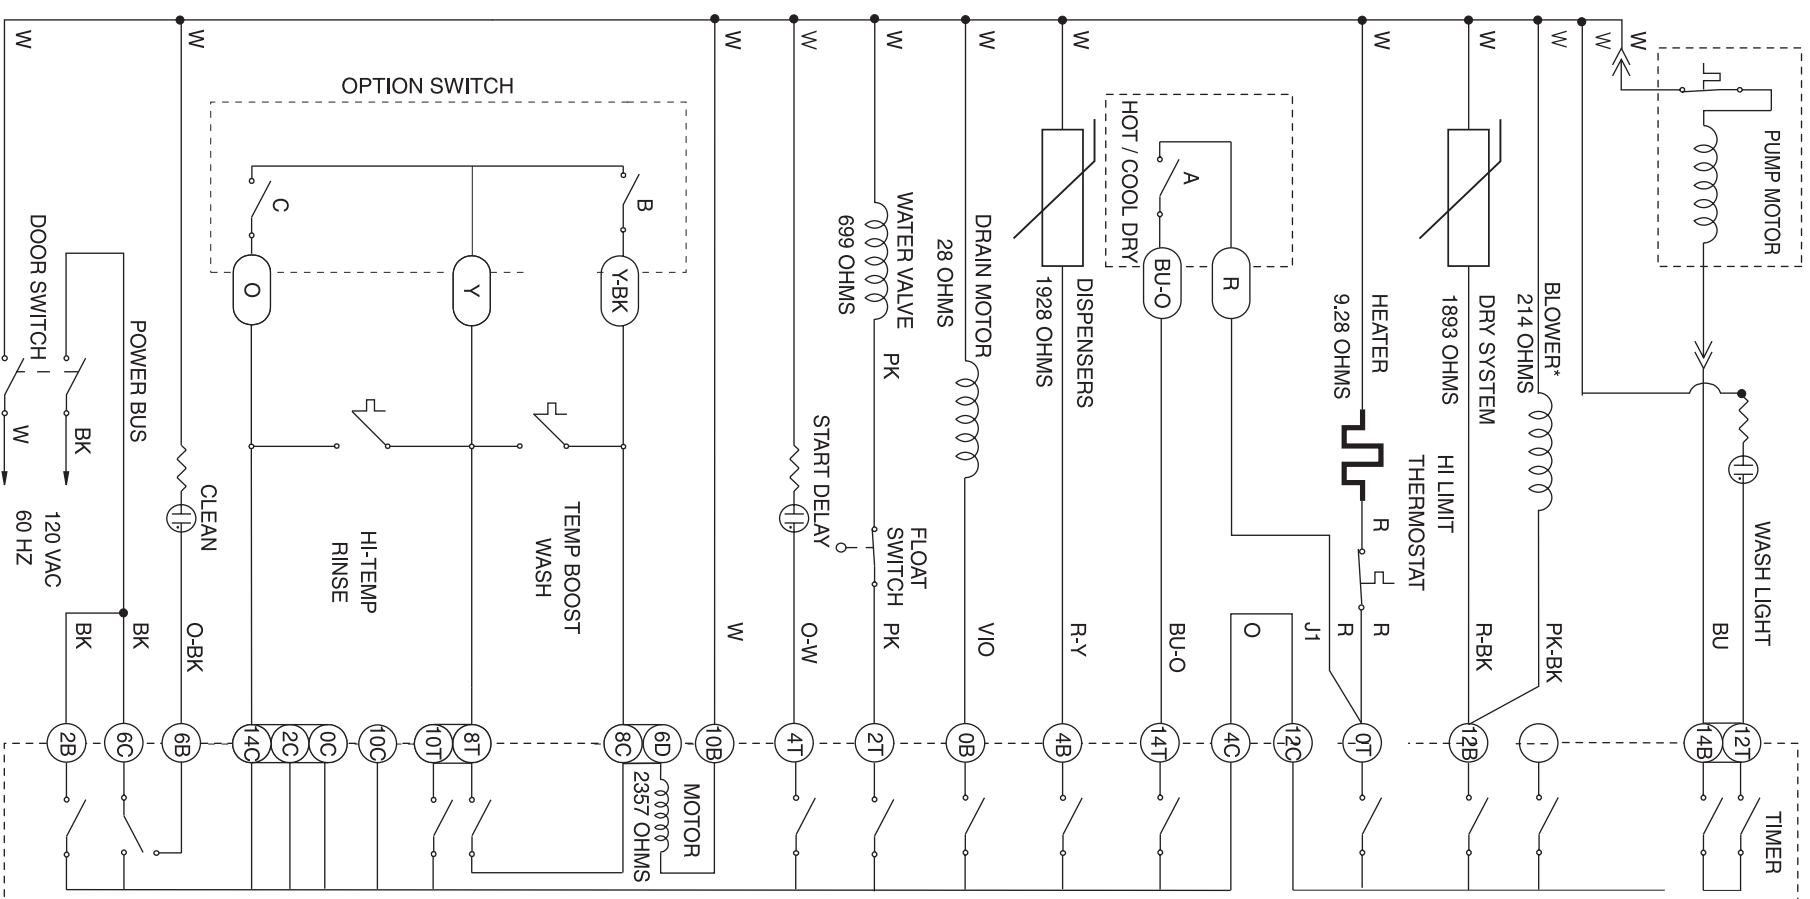 W
W
W
W
W
W
W
W
W
W
W
W
OPTION SWITCH
HOT / COOL DRY
PUMP MOTOR
A
C
B
DOOR SWITCH
O
Y
Y-BK
WATER VALVE
699 OHMS
DRAIN MOTOR
28 OHMS
DISPENSERS
1928 OHMS
BU-O
R
HEATER
9.28 OHMS
DRY SYSTEM
1893 OHMS
BLOWER*
214 OHMS
POWER BUS
PK
W
BK
CLEAN
START DELAY
HI LIMIT
THERMOSTAT
R
120 VAC
60 HZ
HI-TEMP
RINSE
TEMP BOOST
WASH
FLOAT
SWITCH
WASH LIGHT
BK
BK
O-BK
W
O-W
PK
VIO
R-Y
BU-O
O
J1
R
R
R-BK
PK-BK
BU
2B
6C
6B
14C
2C
0C
10C
10T
8T
8C
6D
10B
4T
2T
0B
4B
14T
4C
12C
0T
12B
14B
12T
MOTOR
2357 OHMS
TIMER